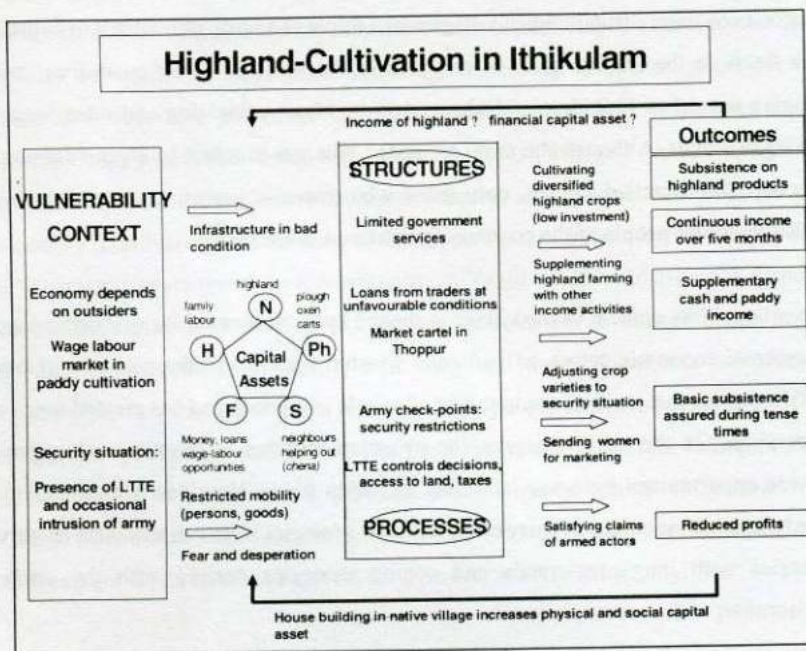 Highland-Cultivation in Ithikulam
Income of highland ? financial capital asset ?
VULNERABILITY
CONTEXT
Economy depends
on outsiders
Wage labour
market in
paddy cultivation
Security situation:
Presence of LTTE
and occasional
intrusion of army
Infrastructure in bad
condition
highland
family
labour
plough
oxen
carts
N
H
Ph
Capital
Assets
F
S
Money, loans
wage-labour
opportunities
neighbours
helping out
(chena)
Restricted mobility
(persons, goods)
Fear and desperation
STRUCTURES
Limited government
services
Loans from traders at
unfavourable conditions
Market cartel in
Thoppur
Army check-points:
security restrictions
LTTE controls decisions,
access to land, taxes
PROCESSES
Cultivating
diversified
highland crops
(low investment)
Supplementing
highland farming
with other
income activities
Adjusting crop
varieties to
security situation
Sending women
for marketing
Satisfying claims
of armed actors
Outcomes
Subsistence on
highland products
Continuous income
over five months
Supplementary
cash and paddy
income
Basic subsistence
assured during tense
times
Reduced profits
House building in native village increases physical and social capital
asset